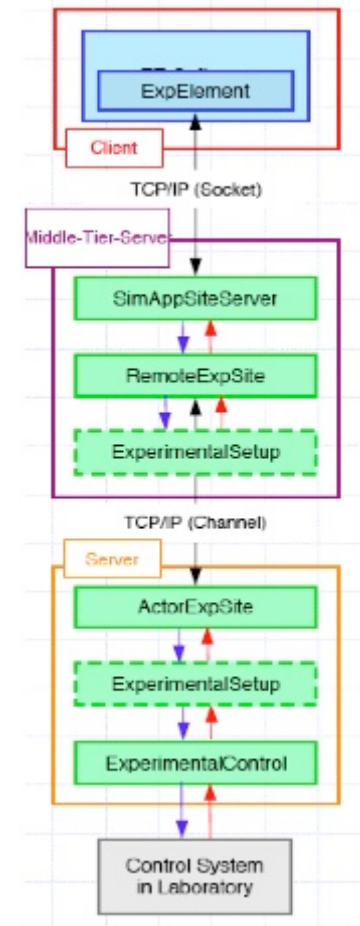 ExpElement
Client
TCP/IP (Socket)
Middle-Tier-Server
SimAppSiteServer
RemoteExpSite
ExperimentalSetup
TCP/IP (Channel)
Server
ActorExpSite
ExperimentalSetup
ExperimentalControl
Control System
in Laboratory